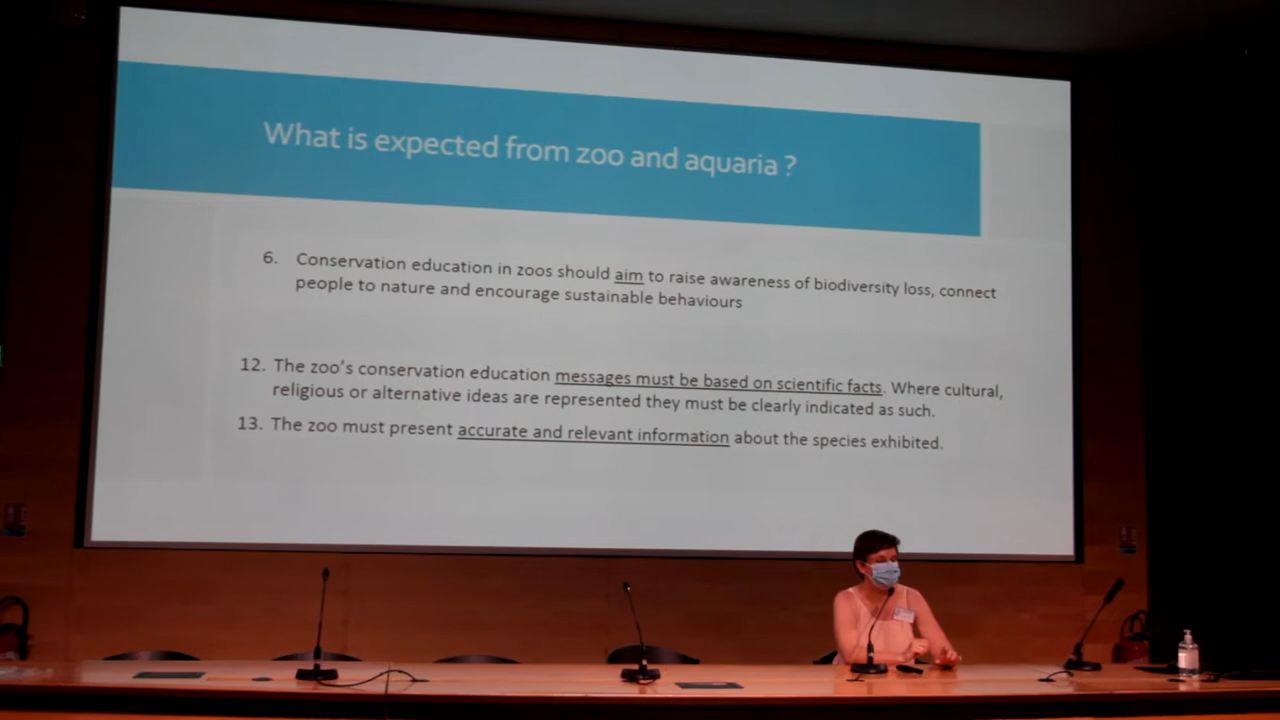 What is expected from zoo and aquaria ?
6. Conservation education in zoos should aim to raise awareness of biodiversity loss, connect
people to nature and encourage sustainable behaviours
12. The zoo's conservation education messages must be based on scientific facts. Where cultural,
religious or alternative ideas are represented they must be clearly indicated as such.
13. The zoo must present accurate and relevant information about the species exhibited.